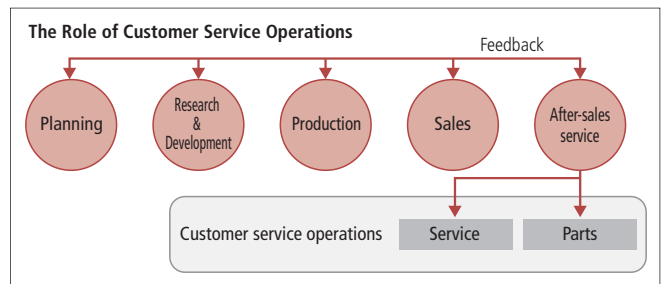 The Role of Customer Service Operations
Feedback
Planning
Research
&
Development
Production
Sales
After-sales
service
Customer service operations
Service
Parts